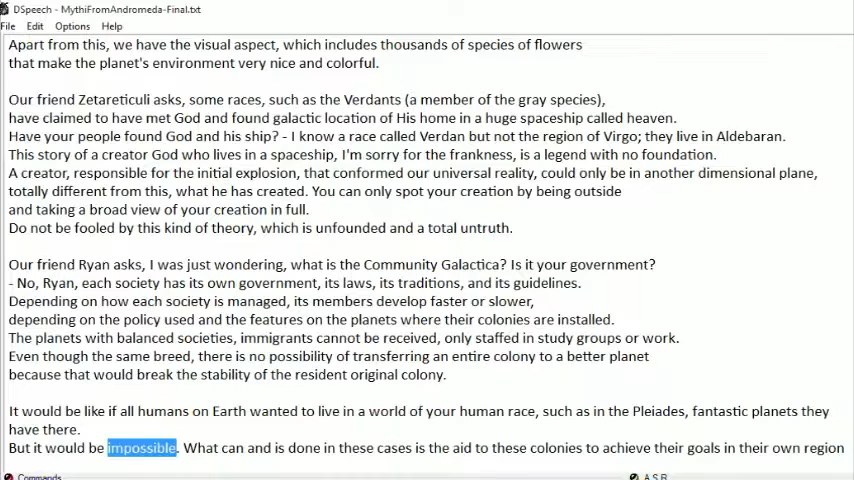 DSpeech - MythiFromAndromeda-Final.txt
File Edit Options Help
Apart from this, we have the visual aspect, which includes thousands of species of flowers
that make the planet's environment very nice and colorful.
Our friend Zetareticuli asks, some races, such as the Verdants (a member of the gray species),
have claimed to have met God and found galactic location of His home in a huge spaceship called heaven.
Have your people found God and his ship? - I know a race called Verdan but not the region of Virgo; they live in Aldebaran.
This story of a creator God who lives in a spaceship, I'm sorry for the frankness, is a legend with no foundation.
A creator, responsible for the initial explosion, that conformed our universal reality, could only be in another dimensional plane,
totally different from this, what he has created. You can only spot your creation by being outside
and taking a broad view of your creation in full.
Do not be fooled by this kind of theory, which is unfounded and a total untruth.
Our friend Ryan asks, I was just wondering, what is the Community Galactica? Is it your government?
- No, Ryan, each society has its own government, its laws, its traditions, and its guidelines.
Depending on how each society is managed, its members develop faster or slower,
depending on the policy used and the features on the planets where their colonies are installed.
The planets with balanced societies, immigrants cannot be received, only staffed in study groups or work.
Even though the same breed, there is no possibility of transferring an entire colony to a better planet
because that would break the stability of the resident original colony.
It would be like if all humans on Earth wanted to live in a world of your human race, such as in the Pleiades, fantastic planets they
have there.
But it would be impossible. What can and is done in these cases is the aid to these colonies to achieve their goals in their own region
Commands A.S.R.